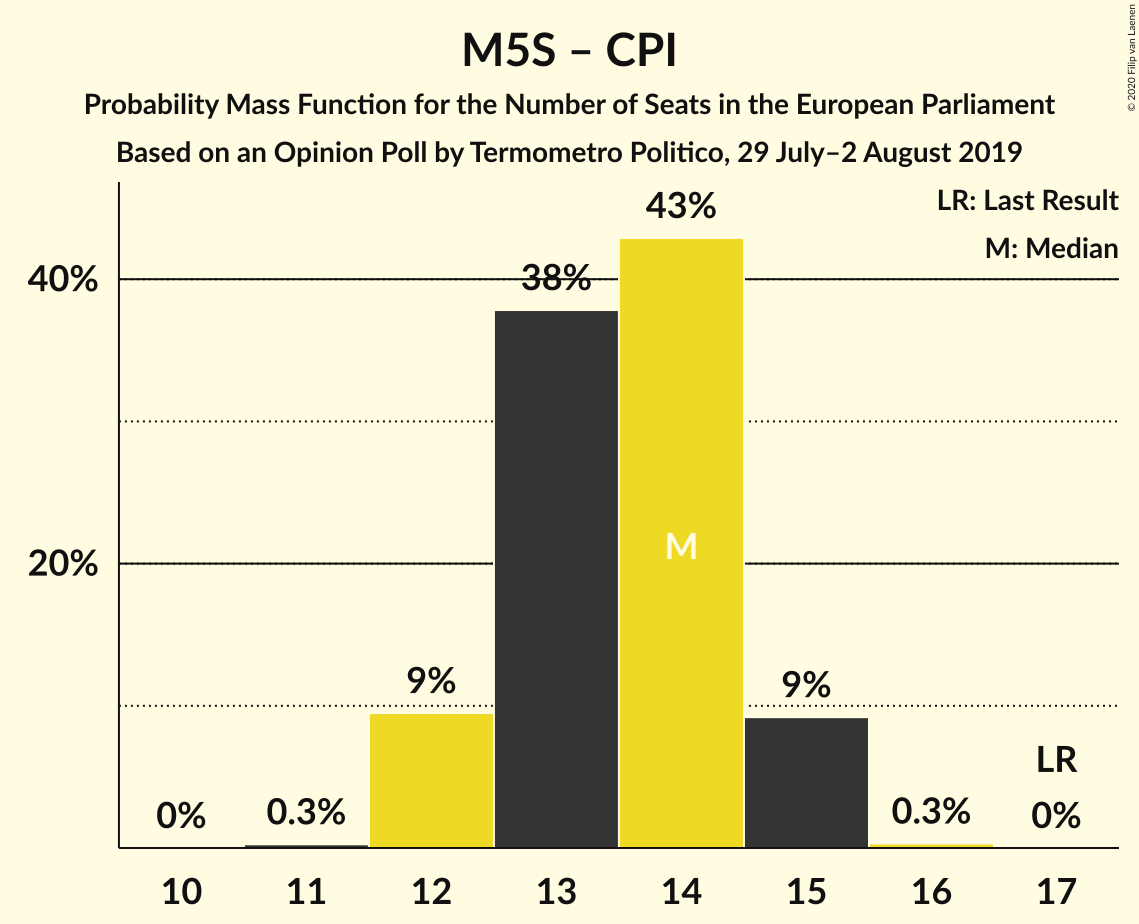 M5S – CPI
Probability Mass Function for the Number of Seats in the European Parliament
Based on an Opinion Poll by Termometro Politico, 29 July–2 August 2019
© 2020 Filip van Laenen
LR: Last Result
M: Median
40%
20%
0%
0.3%
9%
38%
43%
M
9%
0.3%
LR
0%
10 11 12 13 14 15 16 17